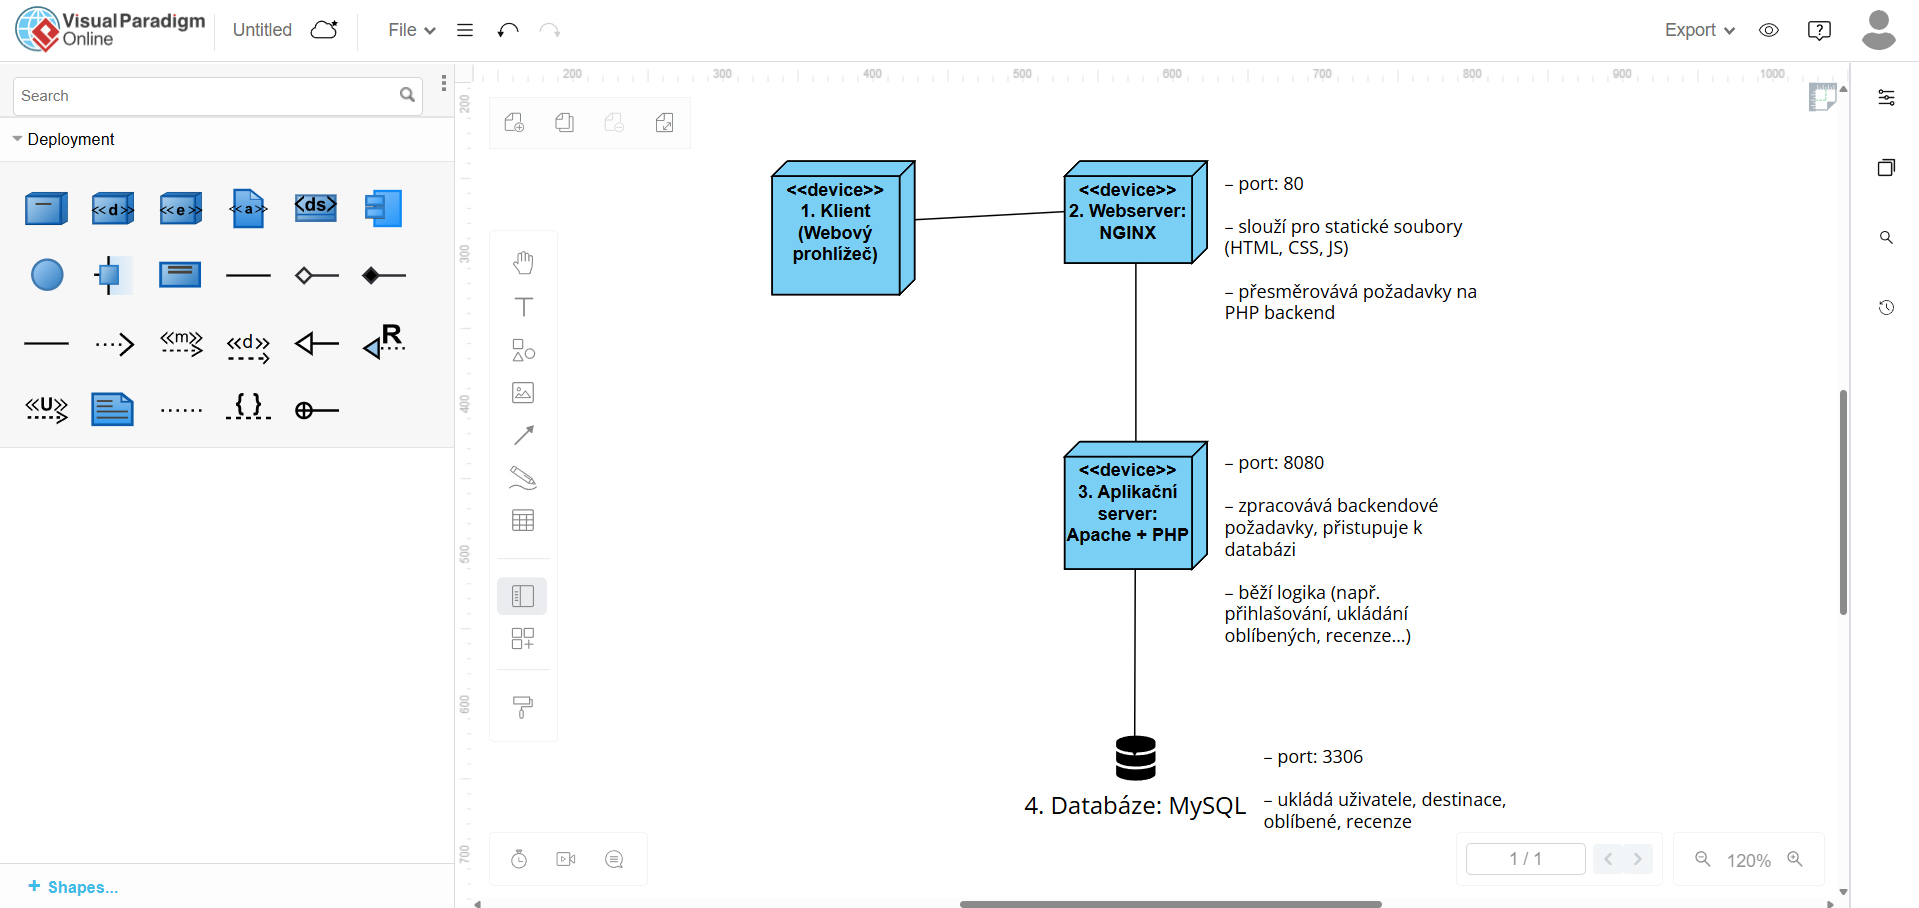 Visual Paradigm
Online
Untitled
File
Export
Search
Deployment
<<d>>
<<e>>
<<a>>
<ds>
<<m>>
<<d>>
R
<<U>>
{ }
+ Shapes...
200
300
400
500
600
700
800
900
1000
200
300
400
500
600
700
<<device>>
1. Klient
(Webový
prohlížeč)
<<device>>
2. Webserver:
NGINX
– port: 80
– slouží pro statické soubory
(HTML, CSS, JS)
– přesměrovává požadavky na
PHP backend
<<device>>
3. Aplikační
server:
Apache + PHP
– port: 8080
– zpracovává backendové
požadavky, přistupuje k
databázi
– běží logika (např.
přihlašování, ukládání
oblíbených, recenze...)
4. Databáze: MySQL
– port: 3306
– ukládá uživatele, destinace,
oblíbené, recenze
1 / 1
120%